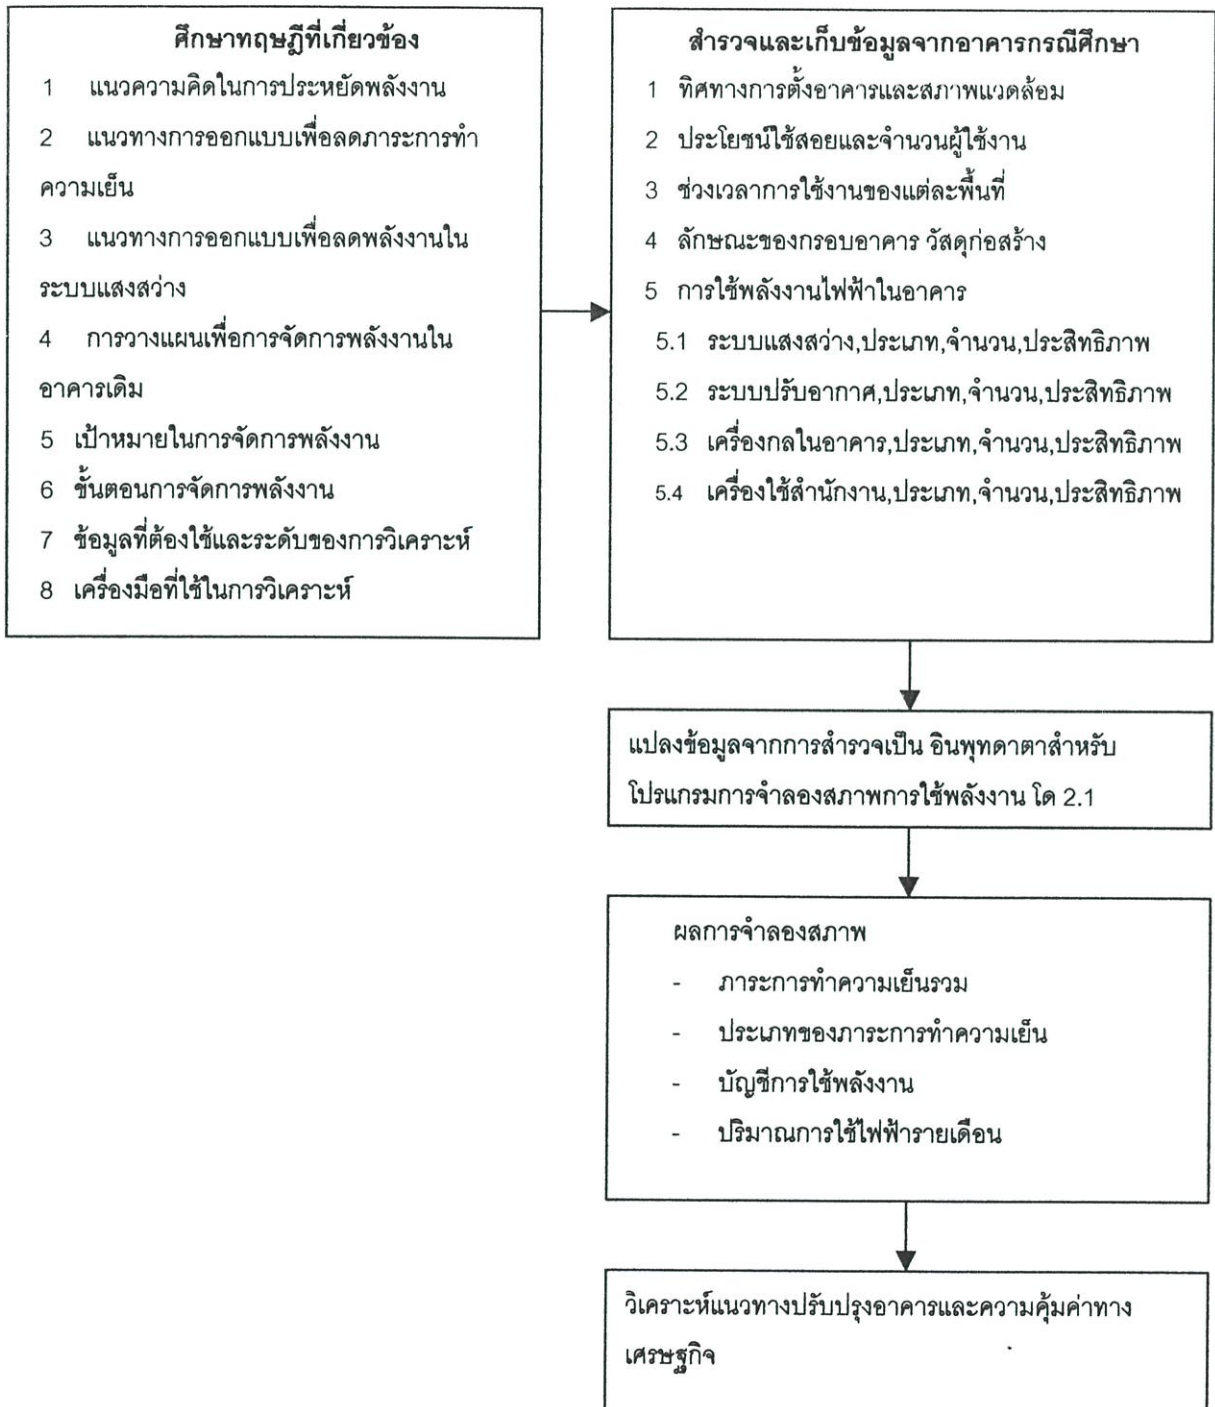 ศึกษาทฤษฎีที่เกี่ยวข้อง
1 แนวความคิดในการประหยัดพลังงาน
2 แนวทางการออกแบบเพื่อลดภาระการทำ
ความเย็น
3 แนวทางการออกแบบเพื่อลดพลังงานใน
ระบบแสงสว่าง
4 การวางแผนเพื่อการจัดการพลังงานใน
อาคารเดิม
5 เป้าหมายในการจัดการพลังงาน
6 ขั้นตอนการจัดการพลังงาน
7 ข้อมูลที่ต้องใช้และระดับของการวิเคราะห์
8 เครื่องมือที่ใช้ในการวิเคราะห์
สำรวจและเก็บข้อมูลจากอาคารกรณีศึกษา
1 ทิศทางการตั้งอาคารและสภาพแวดล้อม
2 ประโยชน์ใช้สอยและจำนวนผู้ใช้งาน
3 ช่วงเวลาการใช้งานของแต่ละพื้นที่
4 ลักษณะของกรอบอาคาร วัสดุก่อสร้าง
5 การใช้พลังงานไฟฟ้าในอาคาร
5.1 ระบบแสงสว่าง,ประเภท,จำนวน,ประสิทธิภาพ
5.2 ระบบปรับอากาศ,ประเภท,จำนวน,ประสิทธิภาพ
5.3 เครื่องกลในอาคาร,ประเภท,จำนวน,ประสิทธิภาพ
5.4 เครื่องใช้สำนักงาน,ประเภท,จำนวน,ประสิทธิภาพ
แปลงข้อมูลจากการสำรวจเป็น อินพุทดาตาสำหรับ
โปรแกรมการจำลองสภาพการใช้พลังงาน โด 2.1
ผลการจำลองสภาพ
- ภาระการทำความเย็นรวม
- ประเภทของภาระการทำความเย็น
- บัญชีการใช้พลังงาน
- ปริมาณการใช้ไฟฟ้ารายเดือน
วิเคราะห์แนวทางปรับปรุงอาคารและความคุ้มค่าทาง
เศรษฐกิจ